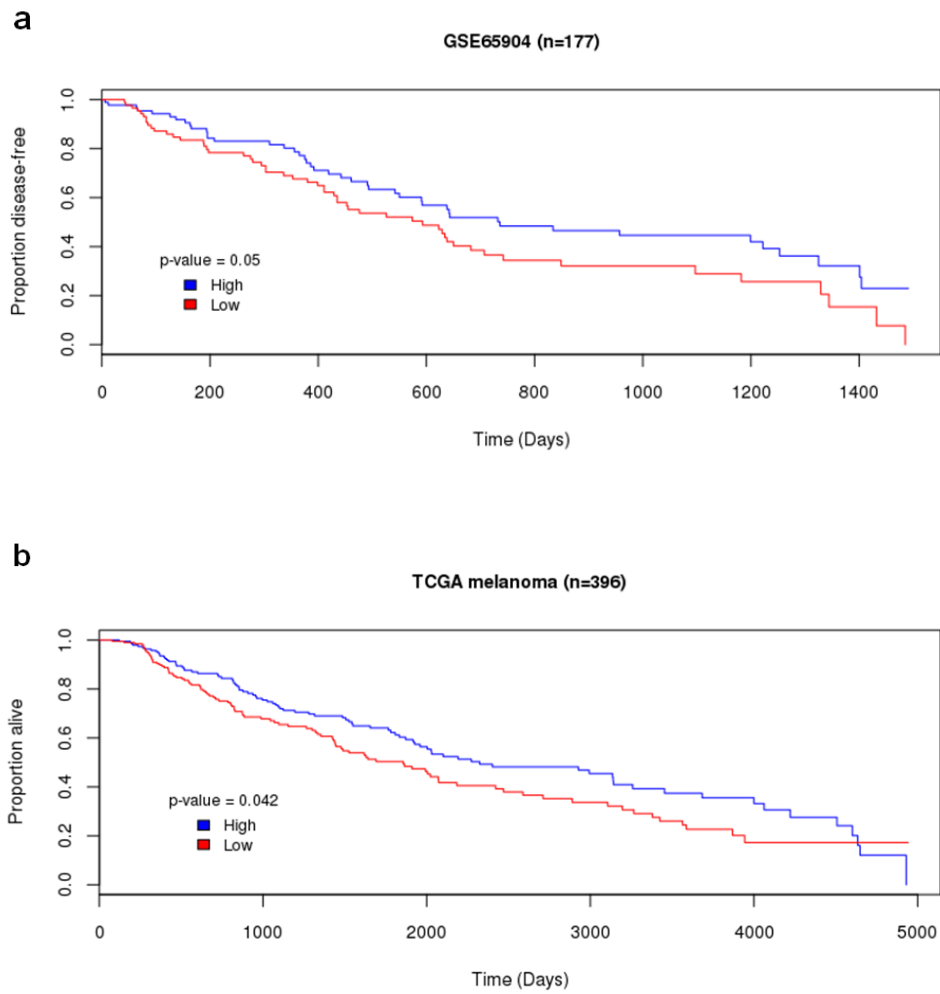 a
GSE65904 (n=177)
Proportion disease-free
1.0
0.8
0.6
0.4
0.2
0.0
p-value = 0.05
High
Low
0 200 400 600 800 1000 1200 1400
Time (Days)
b
TCGA melanoma (n=396)
Proportion alive
1.0
0.8
0.6
0.4
0.2
0.0
p-value = 0.042
High
Low
0 1000 2000 3000 4000 5000
Time (Days)